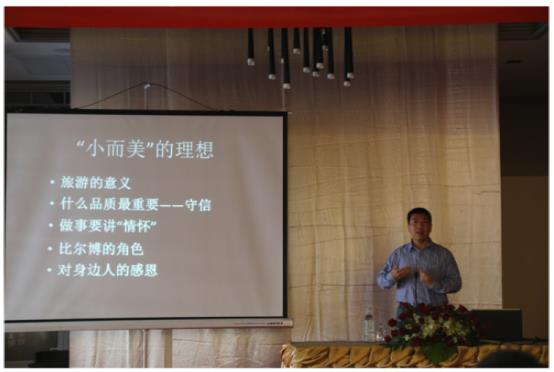 “小而美”的理想
• 旅游的意义
• 什么品质最重要——守信
• 做事要讲“情怀”
• 比尔博的角色
• 对身边人的感恩